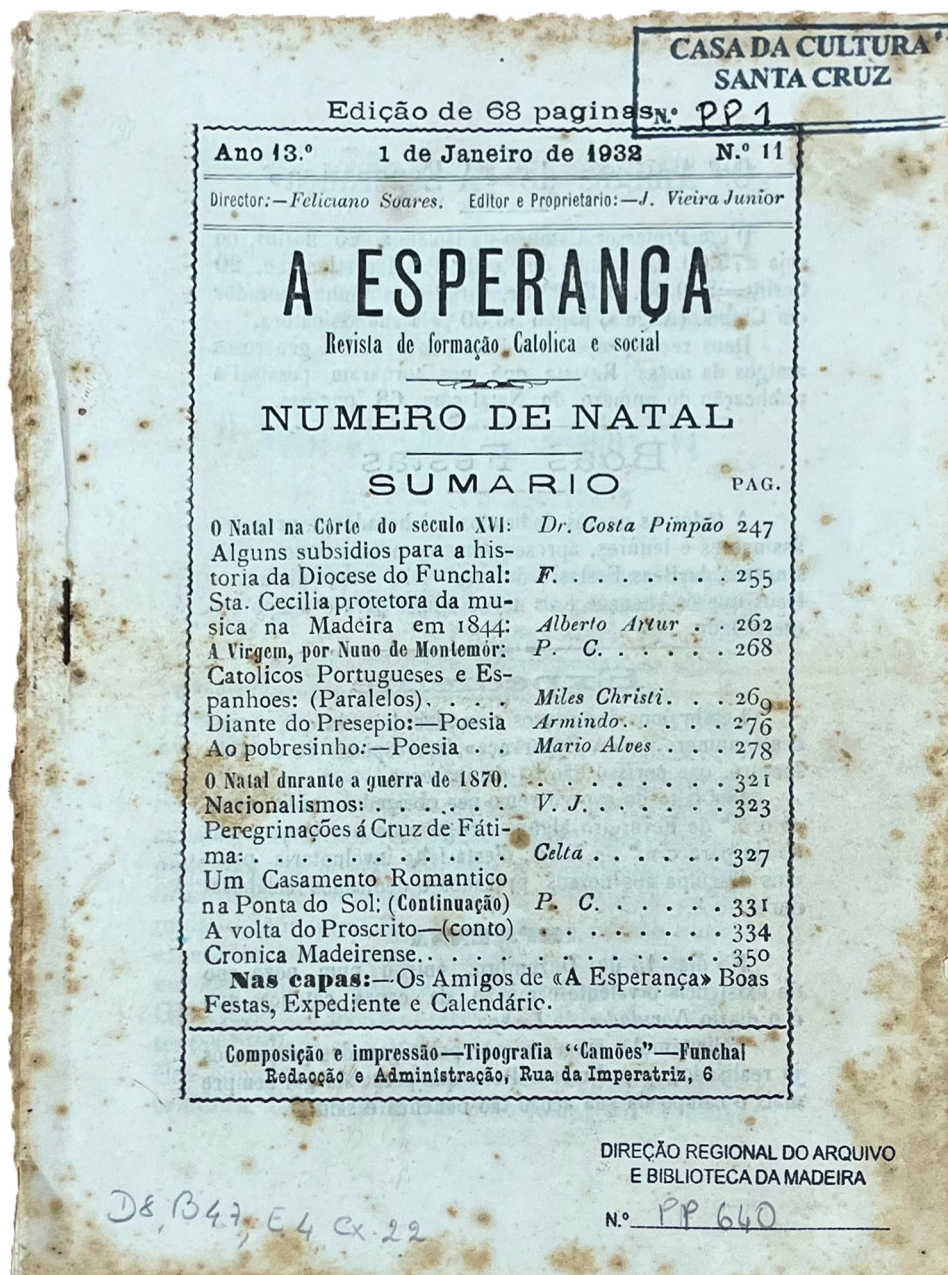 CASA DA CULTURA
SANTA CRUZ
N.º PP1
Edição de 68 paginas
Ano 13.º 1 de Janeiro de 1932 N.º 11
Director:—Feliciano Soares. Editor e Proprietario:—J. Vieira Junior
A ESPERANÇA
Revista de formação Catolica e social
NUMERO DE NATAL
SUMARIO PAG.
O Natal na Côrte do seculo XVI: Dr. Costa Pimpão 247
Alguns subsidios para a his-
toria da Diocese do Funchal: F. . . . . . . . 255
Sta. Cecilia protetora da mu-
sica na Madeira em 1844: Alberto Artur . . 262
A Virgem, por Nuno de Montemór: P. C. . . . . . 268
Catolicos Portugueses e Es-
panhoes: (Paralelos). . . . Miles Christi. . . 269
Diante do Presepio:—Poesia Armindo. . . . . 276
Ao pobresinho:—Poesia . . Mario Alves . . . 278
O Natal dnrante a guerra de 1870. . . . . . . . . 321
Nacionalismos: . . . . . . V. J. . . . . . . 323
Peregrinações á Cruz de Fáti-
ma: . . . . . . . . . . . Celta . . . . . . 327
Um Casamento Romantico
na Ponta do Sol: (Continuação) P. C. . . . . . . 331
A volta do Proscrito—(conto) . . . . . . . . 334
Cronica Madeirense. . . . . . . . . . . . . 350
Nas capas:—Os Amigos de «A Esperança» Boas
Festas, Expediente e Calendário.
Composição e impressão—Tipografia “Camões”—Funchal
Redacção e Administração, Rua da Imperatriz, 6
DIREÇÃO REGIONAL DO ARQUIVO
E BIBLIOTECA DA MADEIRA
N.º PP 640
D8, B47, E4 Cx. 22